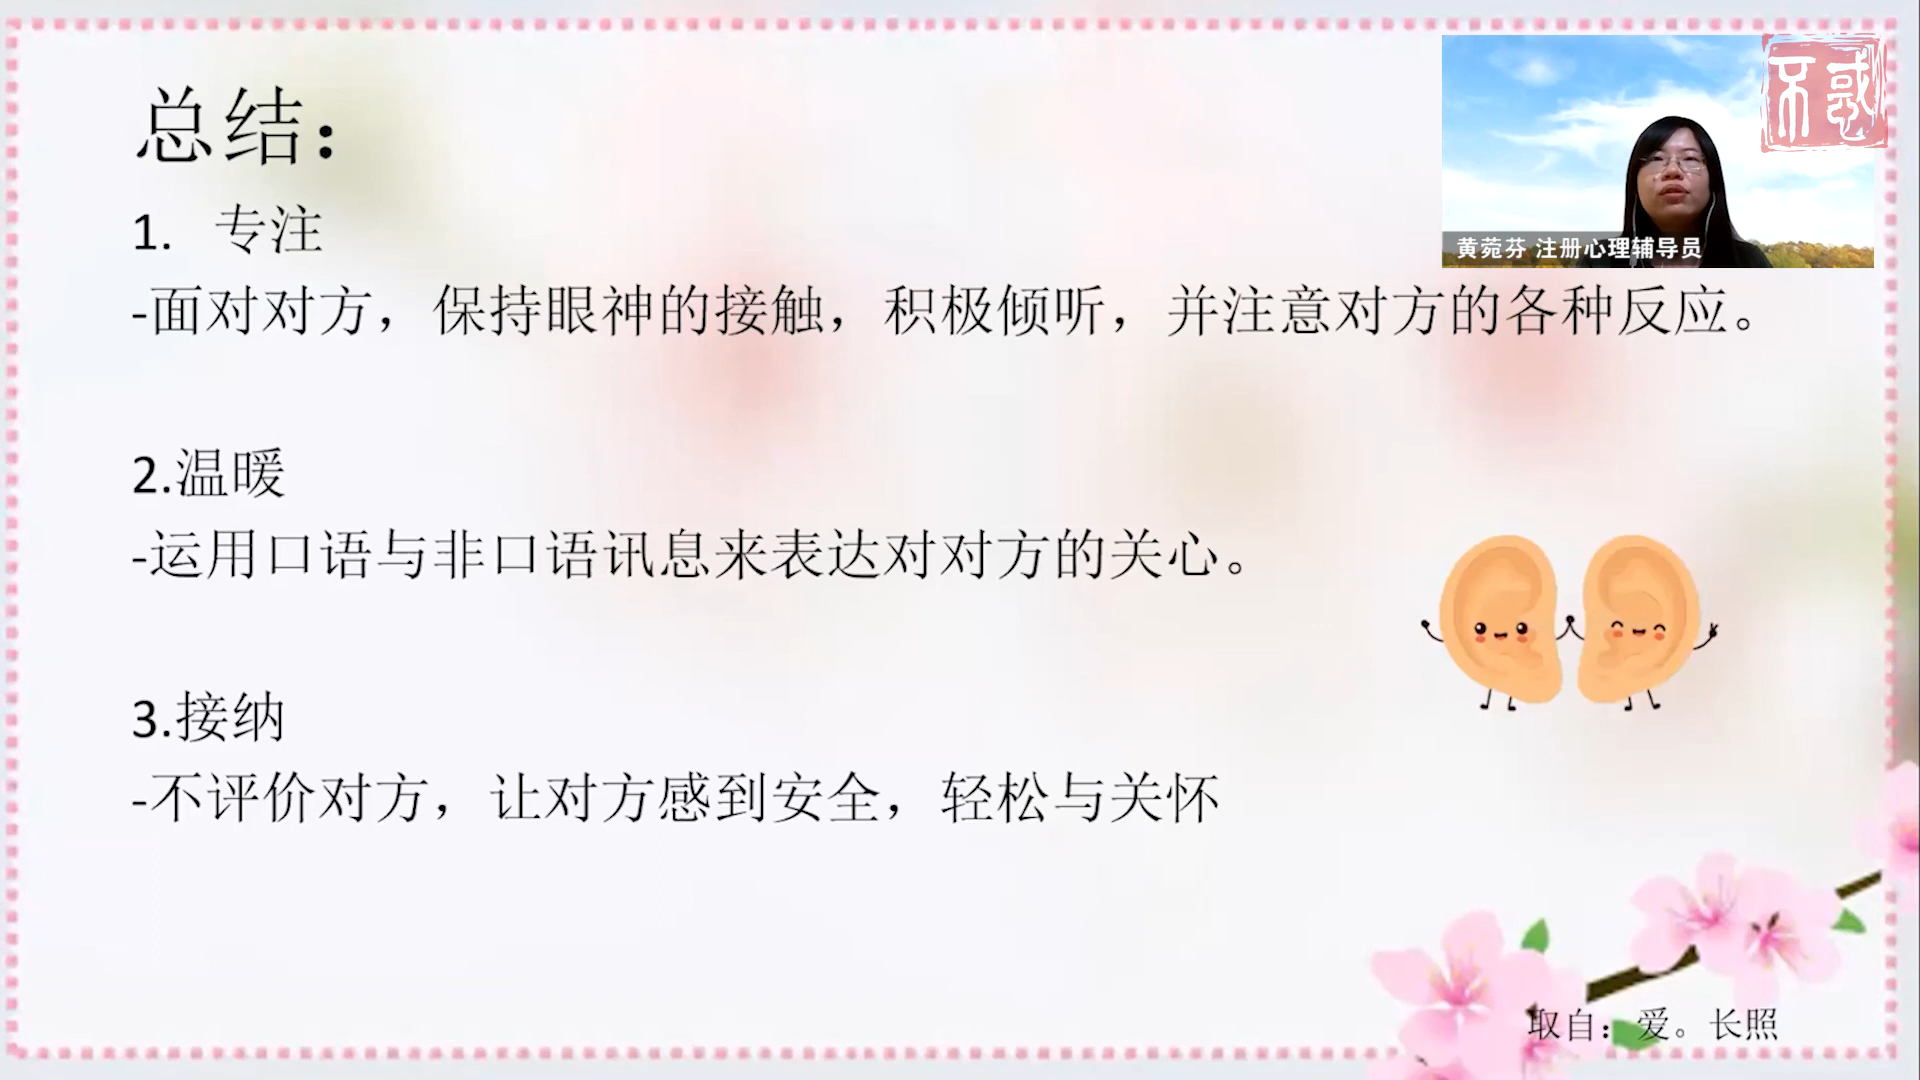 总结：
1. 专注
-面对对方，保持眼神的接触，积极倾听，并注意对方的各种反应。
2.温暖
-运用口语与非口语讯息来表达对对方的关心。
3.接纳
-不评价对方，让对方感到安全，轻松与关怀
取自：爱。长照
不惑
黄菀芬 注册心理辅导员